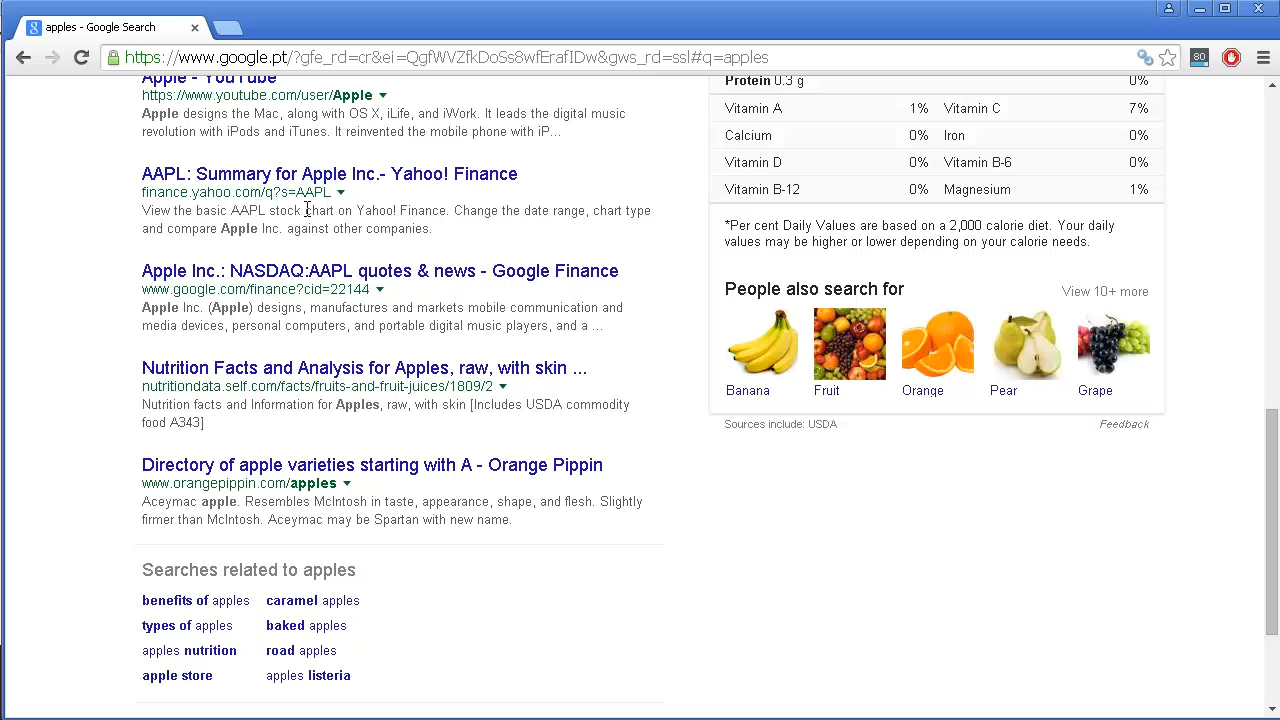 apples - Google Search
https://www.google.pt/?gfe_rd=cr&ei=QgfWVZfkDoSs8wfErafIDw&gws_rd=ssl#q=apples
80
Apple - YouTube
https://www.youtube.com/user/Apple
Apple designs the Mac, along with OS X, iLife, and iWork. It leads the digital music
revolution with iPods and iTunes. It reinvented the mobile phone with iP...
AAPL: Summary for Apple Inc.- Yahoo! Finance
finance.yahoo.com/q?s=AAPL
View the basic AAPL stock chart on Yahoo! Finance. Change the date range, chart type
and compare Apple Inc. against other companies.
Apple Inc.: NASDAQ:AAPL quotes & news - Google Finance
www.google.com/finance?cid=22144
Apple Inc. (Apple) designs, manufactures and markets mobile communication and
media devices, personal computers, and portable digital music players, and a ...
Nutrition Facts and Analysis for Apples, raw, with skin ...
nutritiondata.self.com/facts/fruits-and-fruit-juices/1809/2
Nutrition facts and Information for Apples, raw, with skin [Includes USDA commodity
food A343]
Directory of apple varieties starting with A - Orange Pippin
www.orangepippin.com/apples
Aceymac apple. Resembles McIntosh in taste, appearance, shape, and flesh. Slightly
firmer than McIntosh. Aceymac may be Spartan with new name.
Searches related to apples
benefits of apples caramel apples
types of apples baked apples
apples nutrition road apples
apple store apples listeria
Protein 0.3 g 0%
Vitamin A 1% Vitamin C 7%
Calcium 0% Iron 0%
Vitamin D 0% Vitamin B-6 0%
Vitamin B-12 0% Magnesium 1%
*Per cent Daily Values are based on a 2,000 calorie diet. Your daily
values may be higher or lower depending on your calorie needs.
People also search for View 10+ more
Banana Fruit Orange Pear Grape
Sources include: USDA Feedback